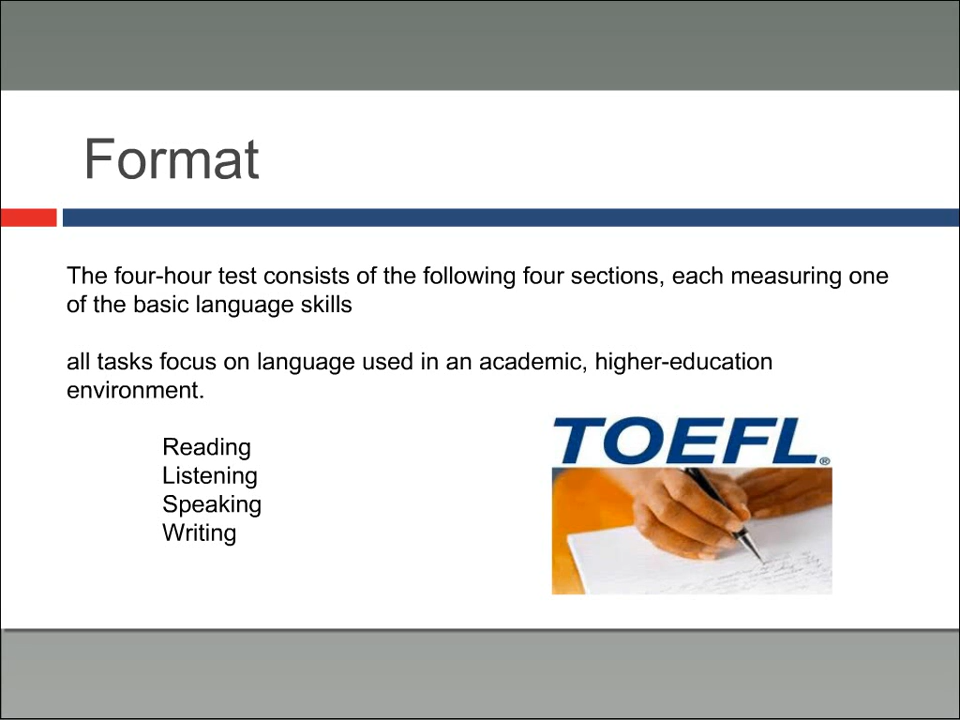 Format
The four-hour test consists of the following four sections, each measuring one
of the basic language skills
all tasks focus on language used in an academic, higher-education
environment.
Reading
Listening
Speaking
Writing
TOEFL®